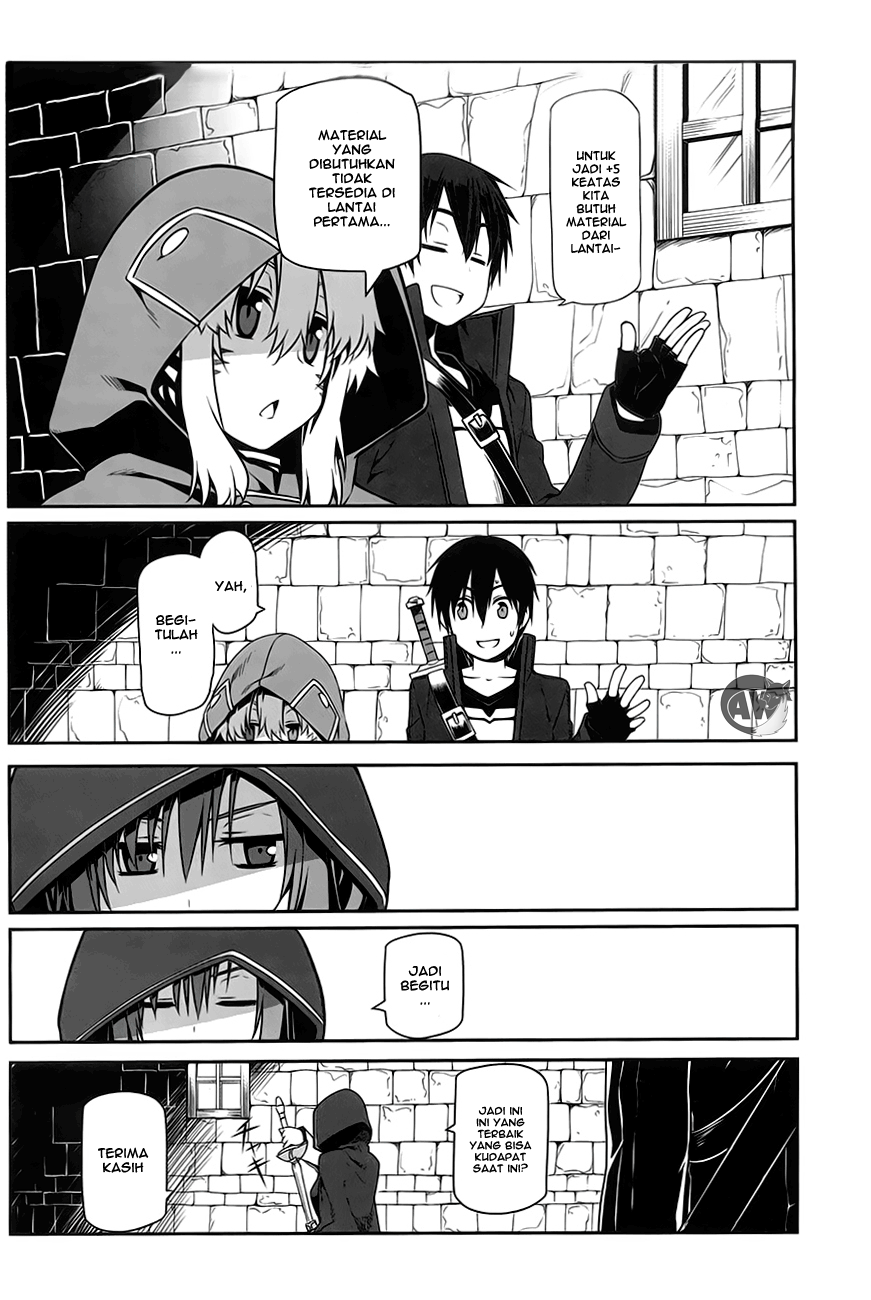 UNTUK
JADI +5
KEATAS
KITA
BUTUH
MATERIAL
DARI
LANTAI-
MATERIAL
YANG
DIBUTUHKAN
TIDAK
TERSEDIA DI
LANTAI
PERTAMA...
YAH,
BEGI-
TULAH
...
AW
JADI
BEGITU
...
JADI INI
INI YANG
TERBAIK
YANG BISA
KUDAPAT
SAAT INI?
TERIMA
KASIH